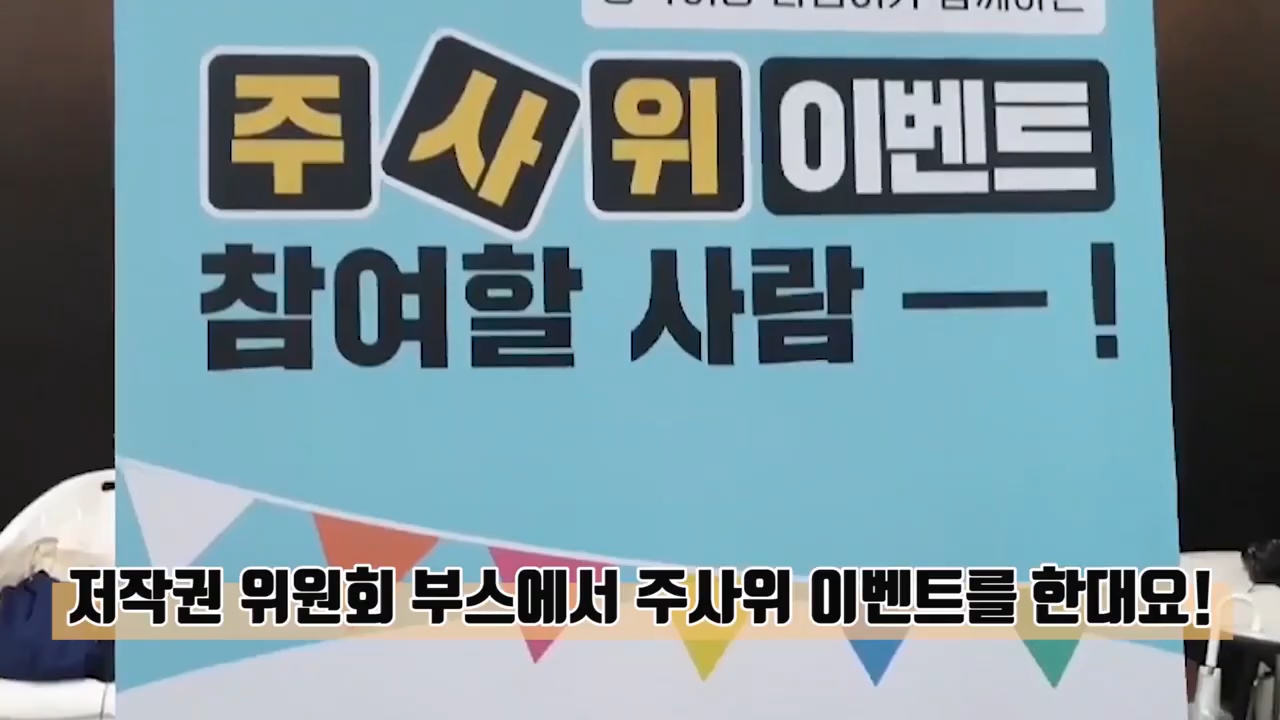 주사위 이벤트
참여할 사람 ㅡ!
저작권 위원회 부스에서 주사위 이벤트를 한대요!